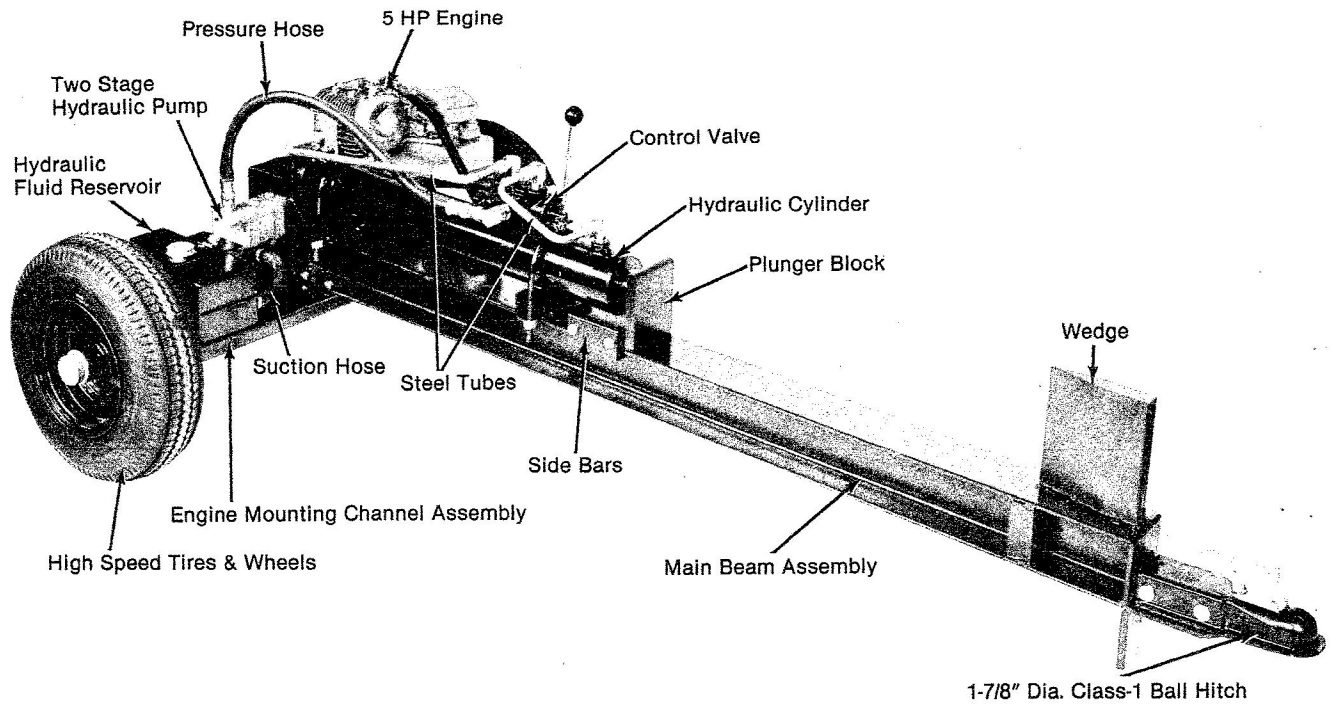 5 HP Engine
Pressure Hose
Two Stage
Hydraulic Pump
Hydraulic
Fluid Reservoir
Control Valve
Hydraulic Cylinder
Plunger Block
Wedge
Suction Hose
Steel Tubes
Side Bars
Engine Mounting Channel Assembly
High Speed Tires & Wheels
Main Beam Assembly
1-7/8" Dia. Class-1 Ball Hitch